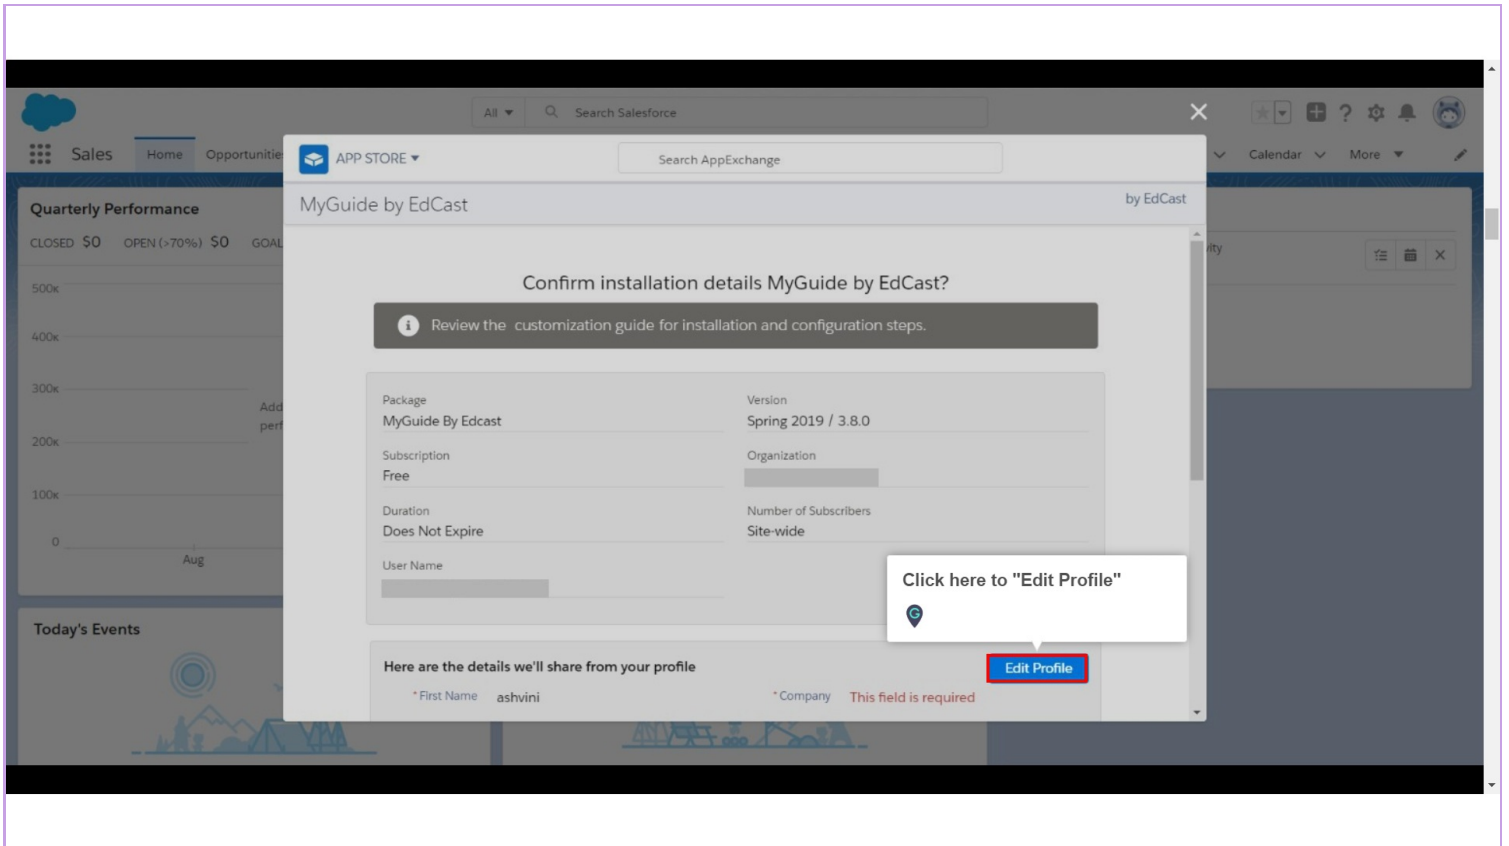 All
Search Salesforce
Sales
Home
Opportunitie
Calendar
More
APP STORE
Search AppExchange
MyGuide by EdCast
by EdCast
Quarterly Performance
CLOSED $0 OPEN (>70%) $0 GOAL
500K
400K
300K
200K
100K
0
Aug
Add
perf
Confirm installation details MyGuide by EdCast?
Review the customization guide for installation and configuration steps.
Package
MyGuide By Edcast
Version
Spring 2019 / 3.8.0
Subscription
Free
Organization
Duration
Does Not Expire
Number of Subscribers
Site-wide
User Name
Click here to "Edit Profile"
G
Here are the details we'll share from your profile
Edit Profile
* First Name ashvini
* Company This field is required
Today's Events